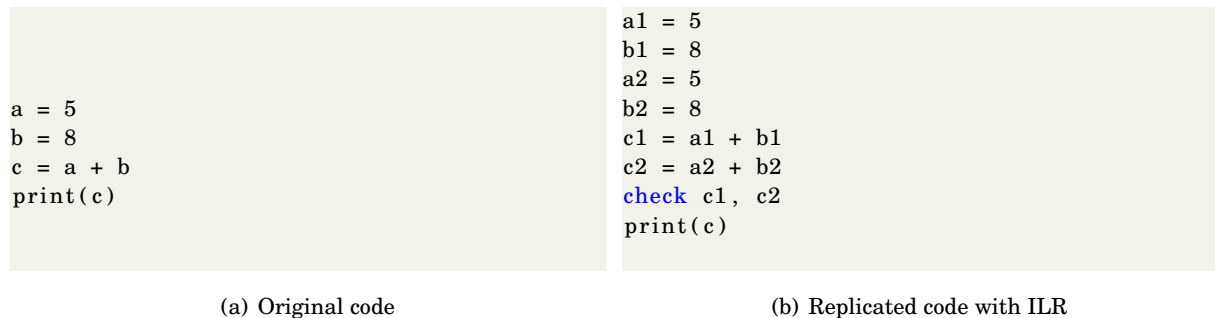 a = 5
b = 8
c = a + b
print(c)
(a) Original code
a1 = 5
b1 = 8
a2 = 5
b2 = 8
c1 = a1 + b1
c2 = a2 + b2
check c1, c2
print(c)
(b) Replicated code with ILR